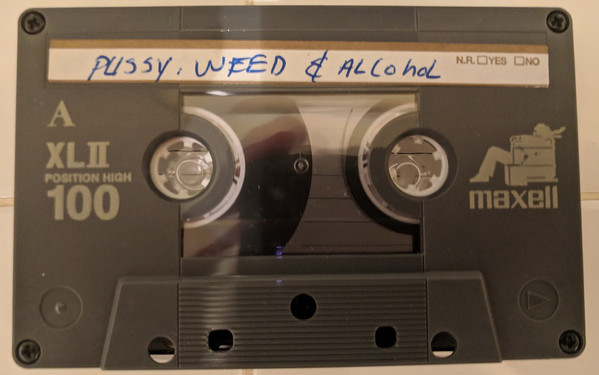 PUSSY, WEED & ALCOHOL
N.R. ☐YES ☐NO
A
XLII
POSITION HIGH
100
maxell